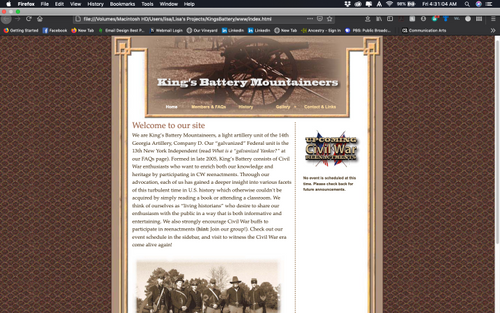 Firefox File Edit View History Bookmarks Tools Window Help 98% Fri 4:31:04 AM
file:///Volumes/Macintosh HD/Users/lisa/Lisa's Projects/KingsBattery/www/index.html
Getting Started Facebook New Tab Email Design Best P... Webmail Login Our Vineyard LinkedIn LinkedIn New Tab Ancestry - Sign In PBS: Public Broads... Communication Arts
King's Battery Mountaineers
Home Members & FAQs History Gallery Contact & Links
Welcome to our site
We are King's Battery Mountaineers, a light artillery unit of the 14th
Georgia Artillery, Company D. Our "galvanized" Federal unit is the
13th New York Independent (read What is a "galvanized Yankee?" at
our FAQs page). Formed in late 2005, King's Battery consists of Civil
War enthusiasts who want to enrich both our knowledge and
heritage by participating in CW reenactments. Through our
advocation, each of us has gained a deeper insight into various facets
of this turbulent time in U.S. history which otherwise couldn't be
acquired by simply reading a book or attending a classroom. We
think of ourselves as "living historians" who desire to share our
enthusiasm with the public in a way that is both informative and
entertaining. We also strongly encourage Civil War buffs to
participate in reenactments (hint: Join our group!). Check out our
event schedule in the sidebar, and visit to witness the Civil War era
come alive again!
UPCOMING
Civil War
REENACTMENTS
No event is scheduled at this
time. Please check back for
future announcements.